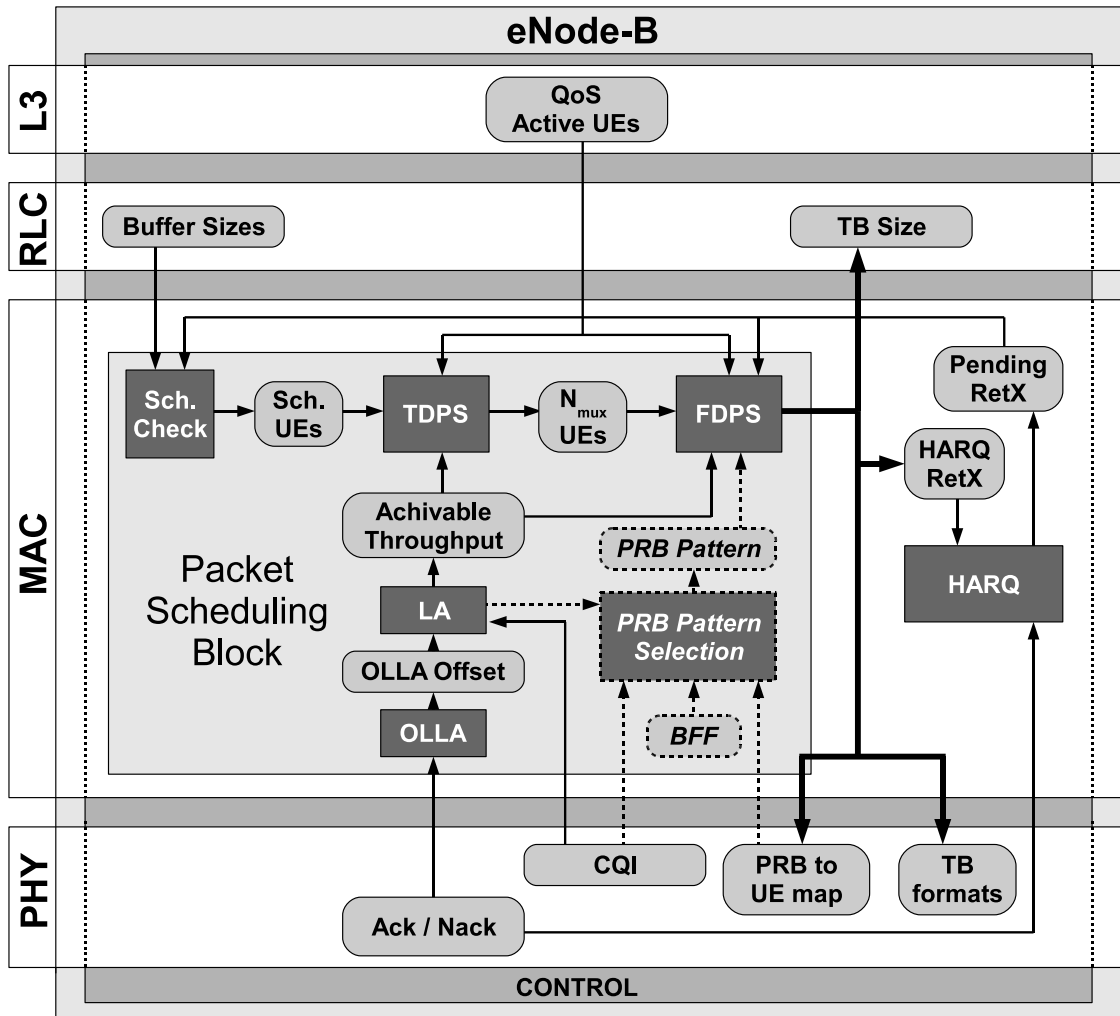 eNode-B
L3
QoS
Active UEs
RLC
Buffer Sizes
TB Size
MAC
Pending
RetX
Sch.
Check
Sch.
UEs
TDPS
Nmux
UEs
FDPS
HARQ
RetX
Achivable
Throughput
PRB Pattern
HARQ
Packet
Scheduling
Block
LA
PRB Pattern
Selection
OLLA Offset
OLLA
BFF
PHY
CQI
PRB to
UE map
TB
formats
Ack / Nack
CONTROL